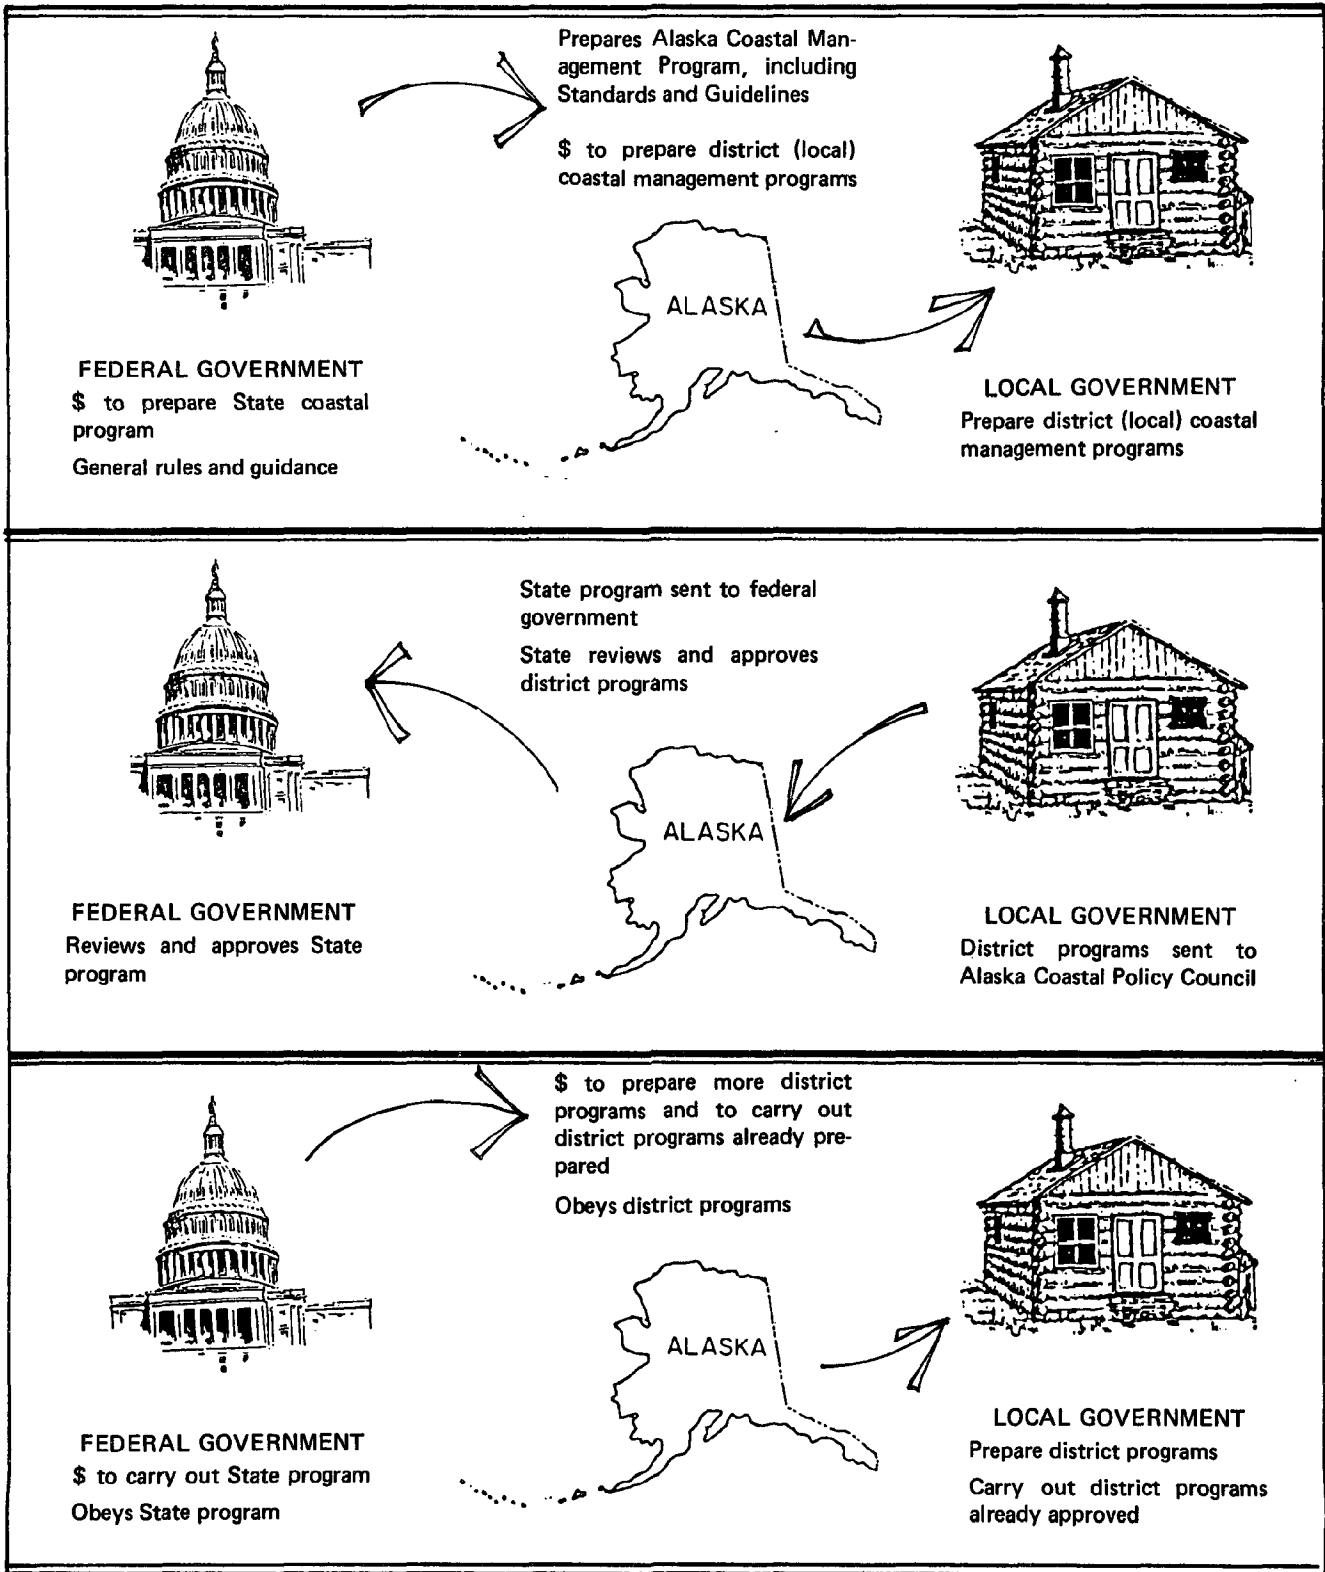 Prepares Alaska Coastal Man-
agement Program, including
Standards and Guidelines
$ to prepare district (local)
coastal management programs
ALASKA
FEDERAL GOVERNMENT
$ to prepare State coastal
program
General rules and guidance
LOCAL GOVERNMENT
Prepare district (local) coastal
management programs
State program sent to federal
government
State reviews and approves
district programs
ALASKA
FEDERAL GOVERNMENT
Reviews and approves State
program
LOCAL GOVERNMENT
District programs sent to
Alaska Coastal Policy Council
$ to prepare more district
programs and to carry out
district programs already pre-
pared
Obeys district programs
ALASKA
FEDERAL GOVERNMENT
$ to carry out State program
Obeys State program
LOCAL GOVERNMENT
Prepare district programs
Carry out district programs
already approved